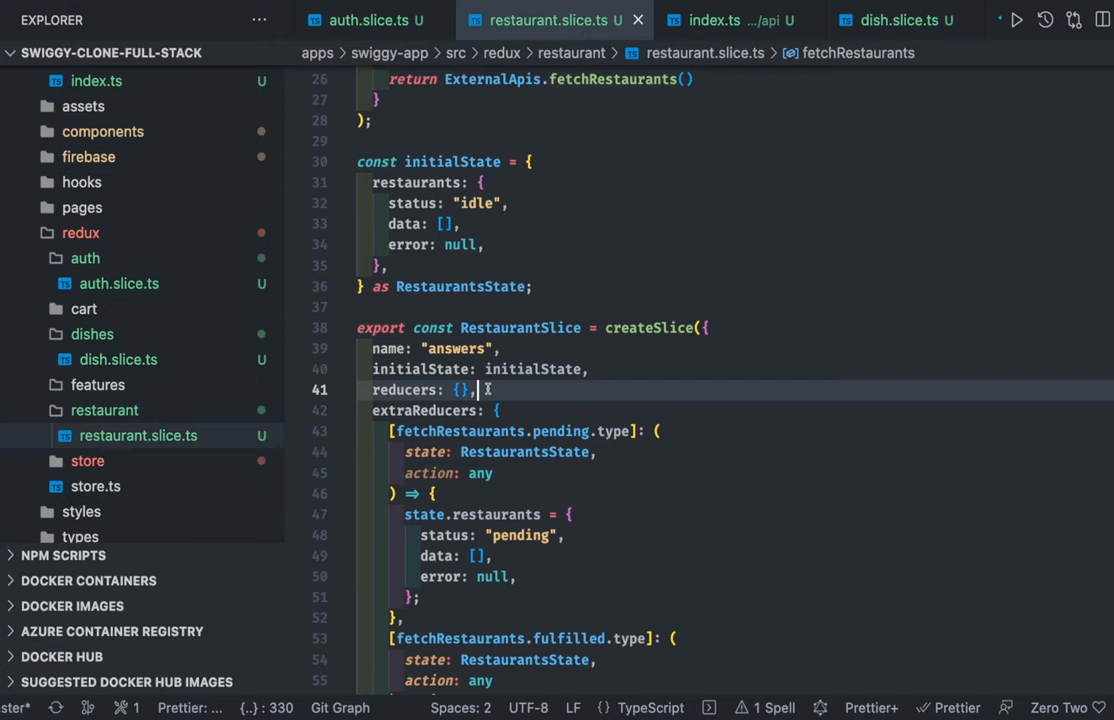 EXPLORER ···
auth.slice.ts U
restaurant.slice.ts U ×
index.ts .../api U
dish.slice.ts U
SWIGGY-CLONE-FULL-STACK
apps > swiggy-app > src > redux > restaurant > TS restaurant.slice.ts > fetchRestaurants
TS index.ts U
assets
components
firebase
hooks
pages
redux
auth
TS auth.slice.ts U
cart
dishes
TS dish.slice.ts U
features
restaurant
TS restaurant.slice.ts U
store
TS store.ts
styles
types
NPM SCRIPTS
DOCKER CONTAINERS
DOCKER IMAGES
AZURE CONTAINER REGISTRY
DOCKER HUB
SUGGESTED DOCKER HUB IMAGES
26 return ExternalApis.fetchRestaurants()
27 }
28 );
29
30 const initialState = {
31 restaurants: {
32 status: "idle",
33 data: [],
34 error: null,
35 },
36 } as RestaurantsState;
37
38 export const RestaurantSlice = createSlice({
39 name: "answers",
40 initialState: initialState,
41 reducers: {},
42 extraReducers: {
43 [fetchRestaurants.pending.type]: (
44 state: RestaurantsState,
45 action: any
46 ) => {
47 state.restaurants = {
48 status: "pending",
49 data: [],
50 error: null,
51 };
52 },
53 [fetchRestaurants.fulfilled.type]: (
54 state: RestaurantsState,
55 action: any
ster* 1 Prettier: ... {..} : 330 Git Graph Spaces: 2 UTF-8 LF {} TypeScript 1 Spell Prettier+ Prettier Zero Two